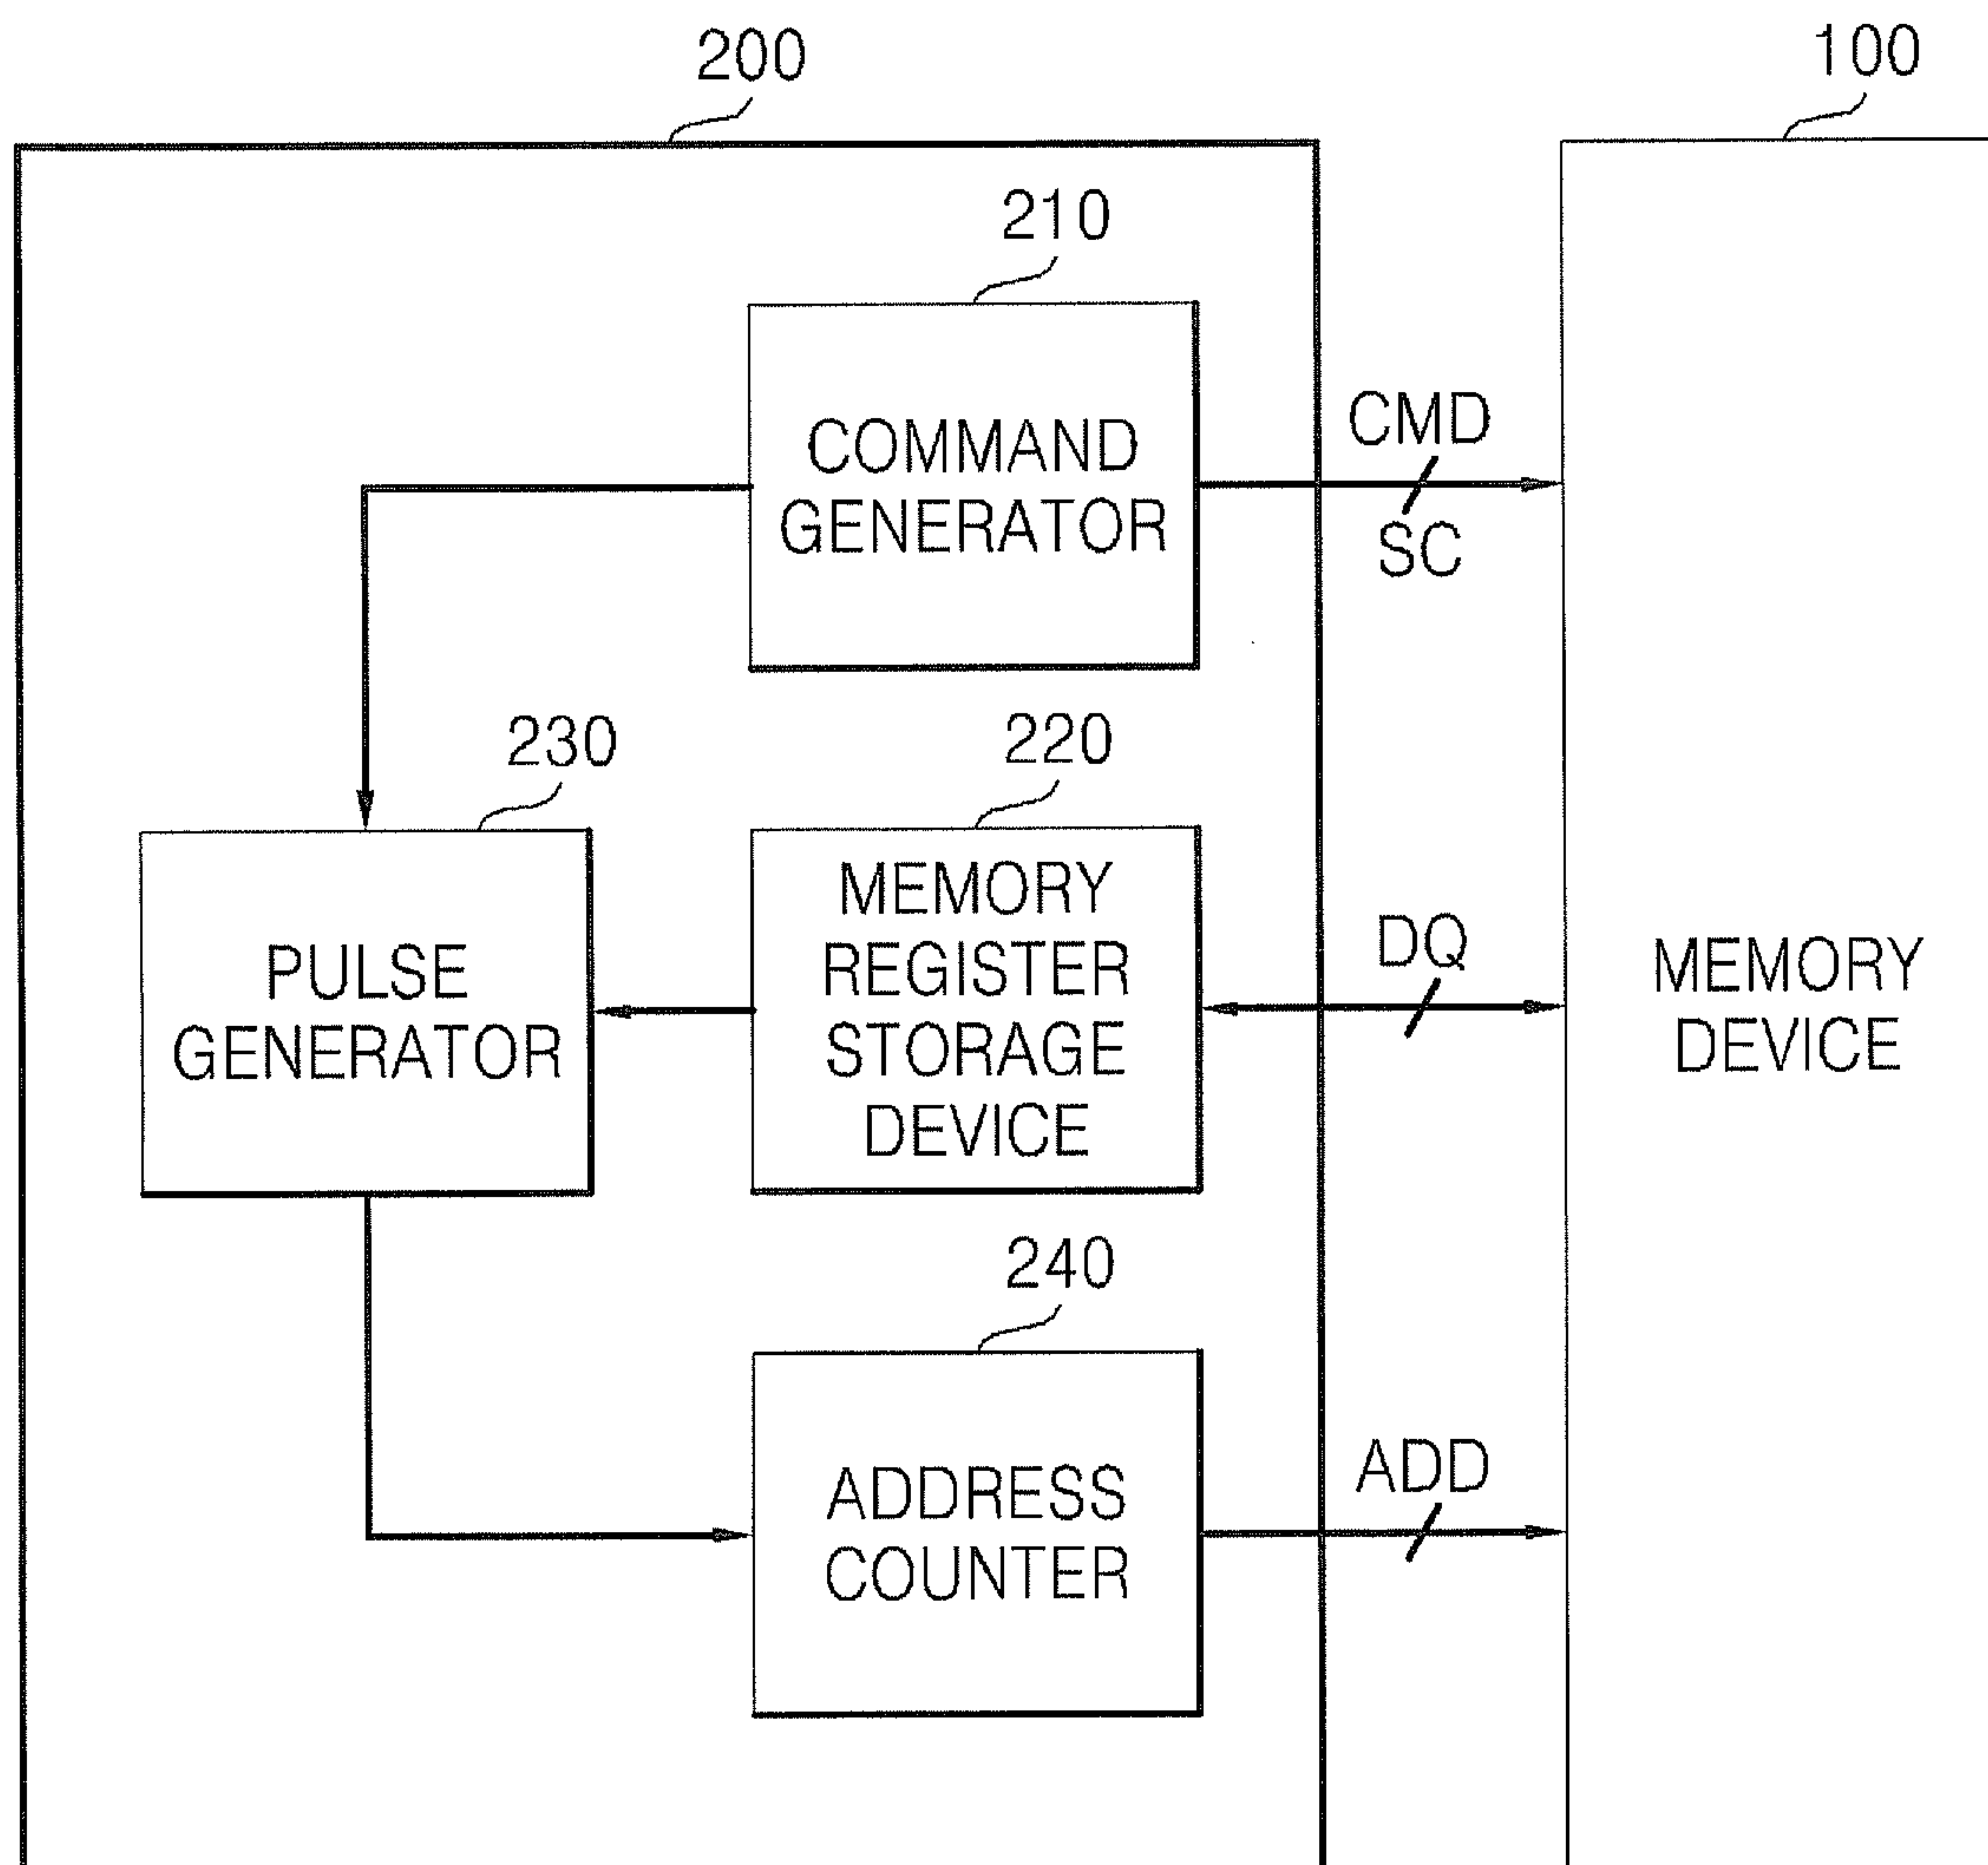 200
100
210
COMMAND
GENERATOR
CMD
SC
230
220
PULSE
GENERATOR
MEMORY
REGISTER
STORAGE
DEVICE
DQ
MEMORY
DEVICE
240
ADDRESS
COUNTER
ADD